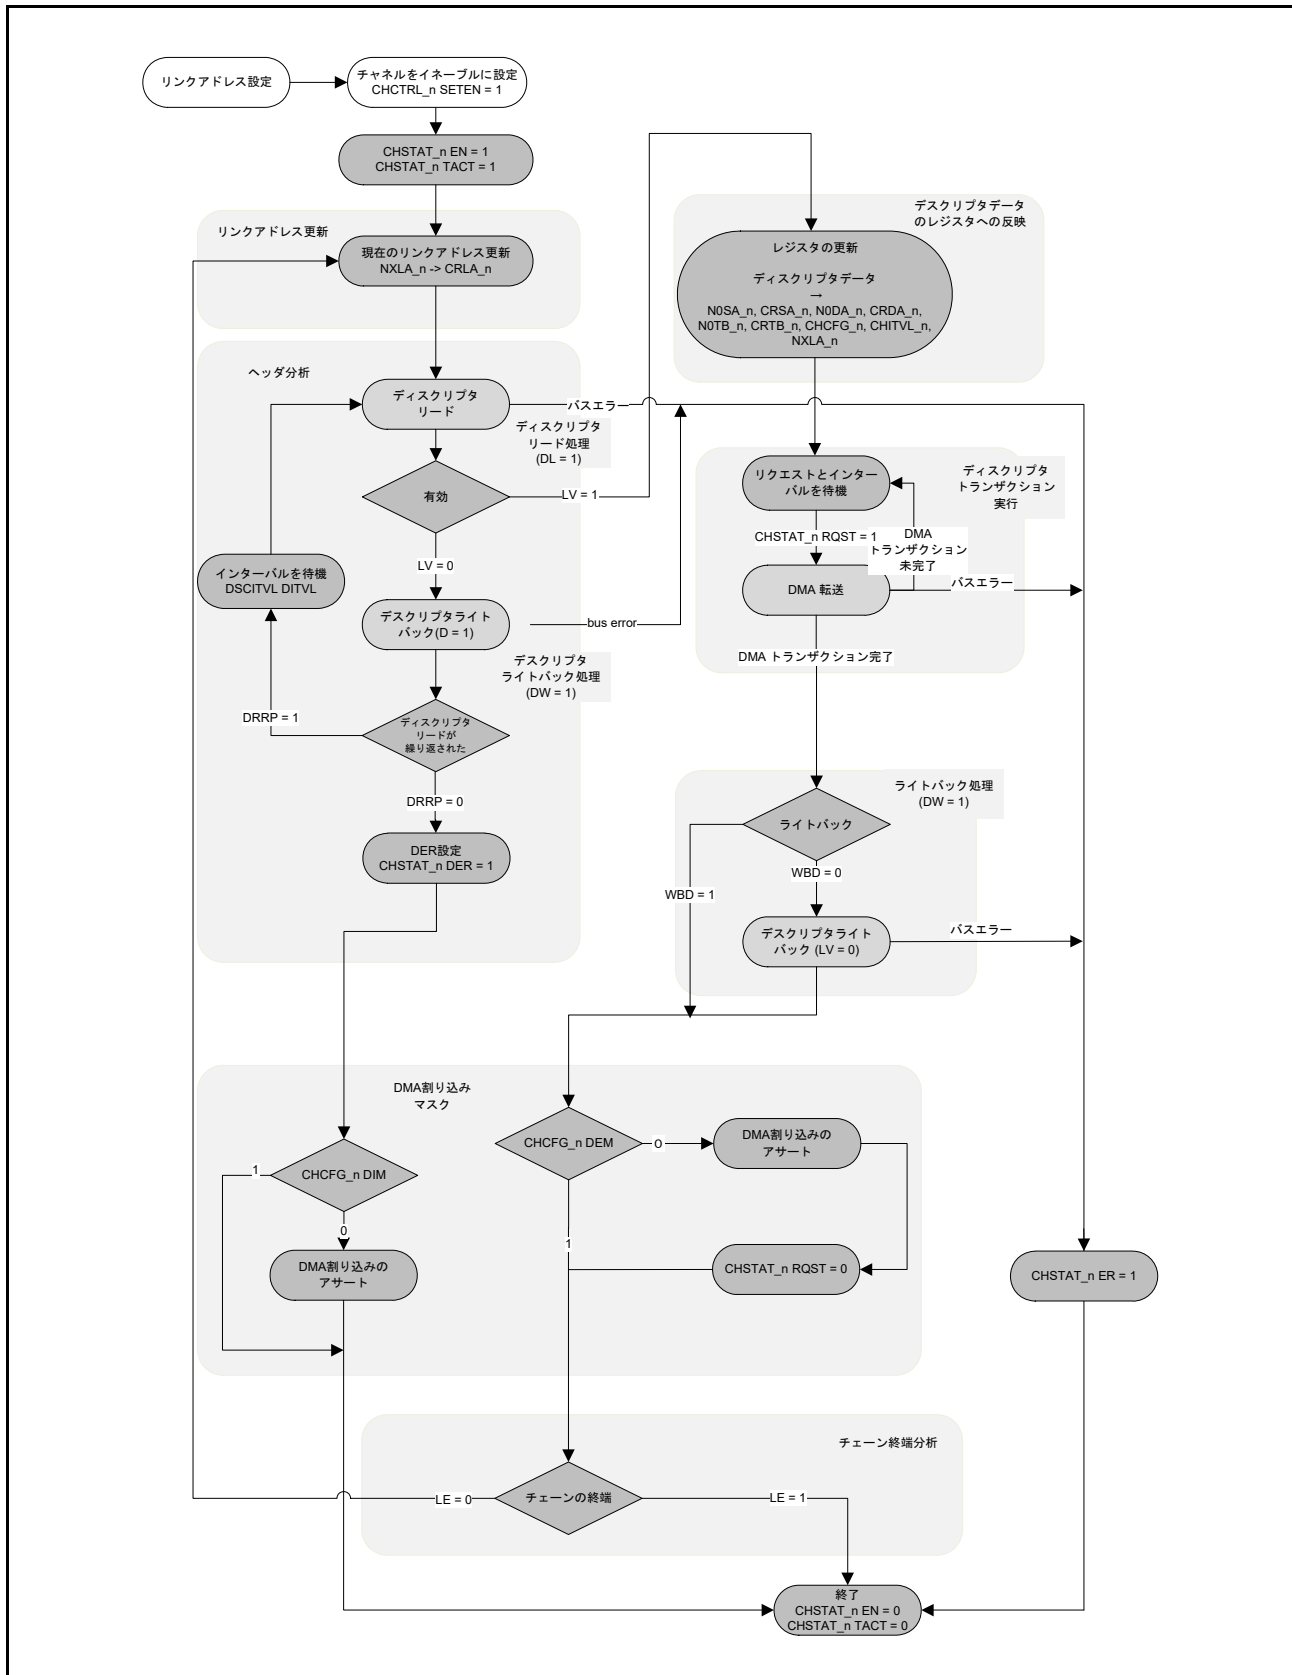 リンクアドレス設定
チャネルをイネーブルに設定
CHCTRL_n SETEN = 1
CHSTAT_n EN = 1
CHSTAT_n TACT = 1
リンクアドレス更新
現在のリンクアドレス更新
NXLA_n -> CRLA_n
デスクリプタデータ
のレジスタへの反映
レジスタの更新
ディスクリプタデータ
→
N0SA_n, CRSA_n, N0DA_n, CRDA_n,
N0TB_n, CRTB_n, CHCFG_n, CHITVL_n,
NXLA_n
ヘッダ分析
ディスクリプタ
リード
バスエラー
ディスクリプタ
リード処理
(DL = 1)
有効
LV = 1
LV = 0
インターバルを待機
DSCITVL DITVL
デスクリプタライト
バック(D = 1)
bus error
デスクリプタ
ライトバック処理
(DW = 1)
DRRP = 1
ディスクリプタ
リードが
繰り返された
DRRP = 0
DER設定
CHSTAT_n DER = 1
リクエストとインター
バルを待機
ディスクリプタ
トランザクション
実行
CHSTAT_n RQST = 1
DMA
トランザクション
未完了
DMA 転送
バスエラー
DMA トランザクション完了
ライトバック処理
(DW = 1)
ライトバック
WBD = 1
WBD = 0
デスクリプタライト
バック (LV = 0)
バスエラー
DMA割り込み
マスク
CHCFG_n DIM
1
0
DMA割り込みの
アサート
CHCFG_n DEM
0
DMA割り込みの
アサート
1
CHSTAT_n RQST = 0
CHSTAT_n ER = 1
チェーン終端分析
チェーンの終端
LE = 0
LE = 1
終了
CHSTAT_n EN = 0
CHSTAT_n TACT = 0